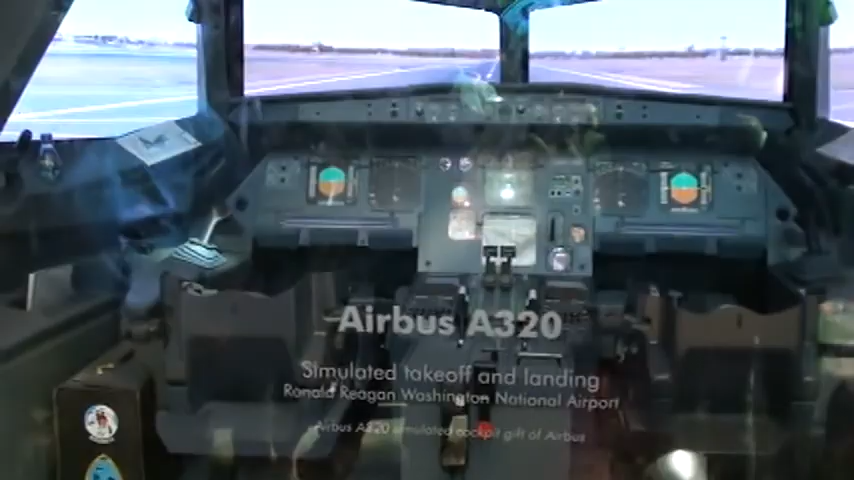 Airbus A320
Simulated takeoff and landing
Ronald Reagan Washington National Airport
Airbus A320 simulated cockpit gift of Airbus